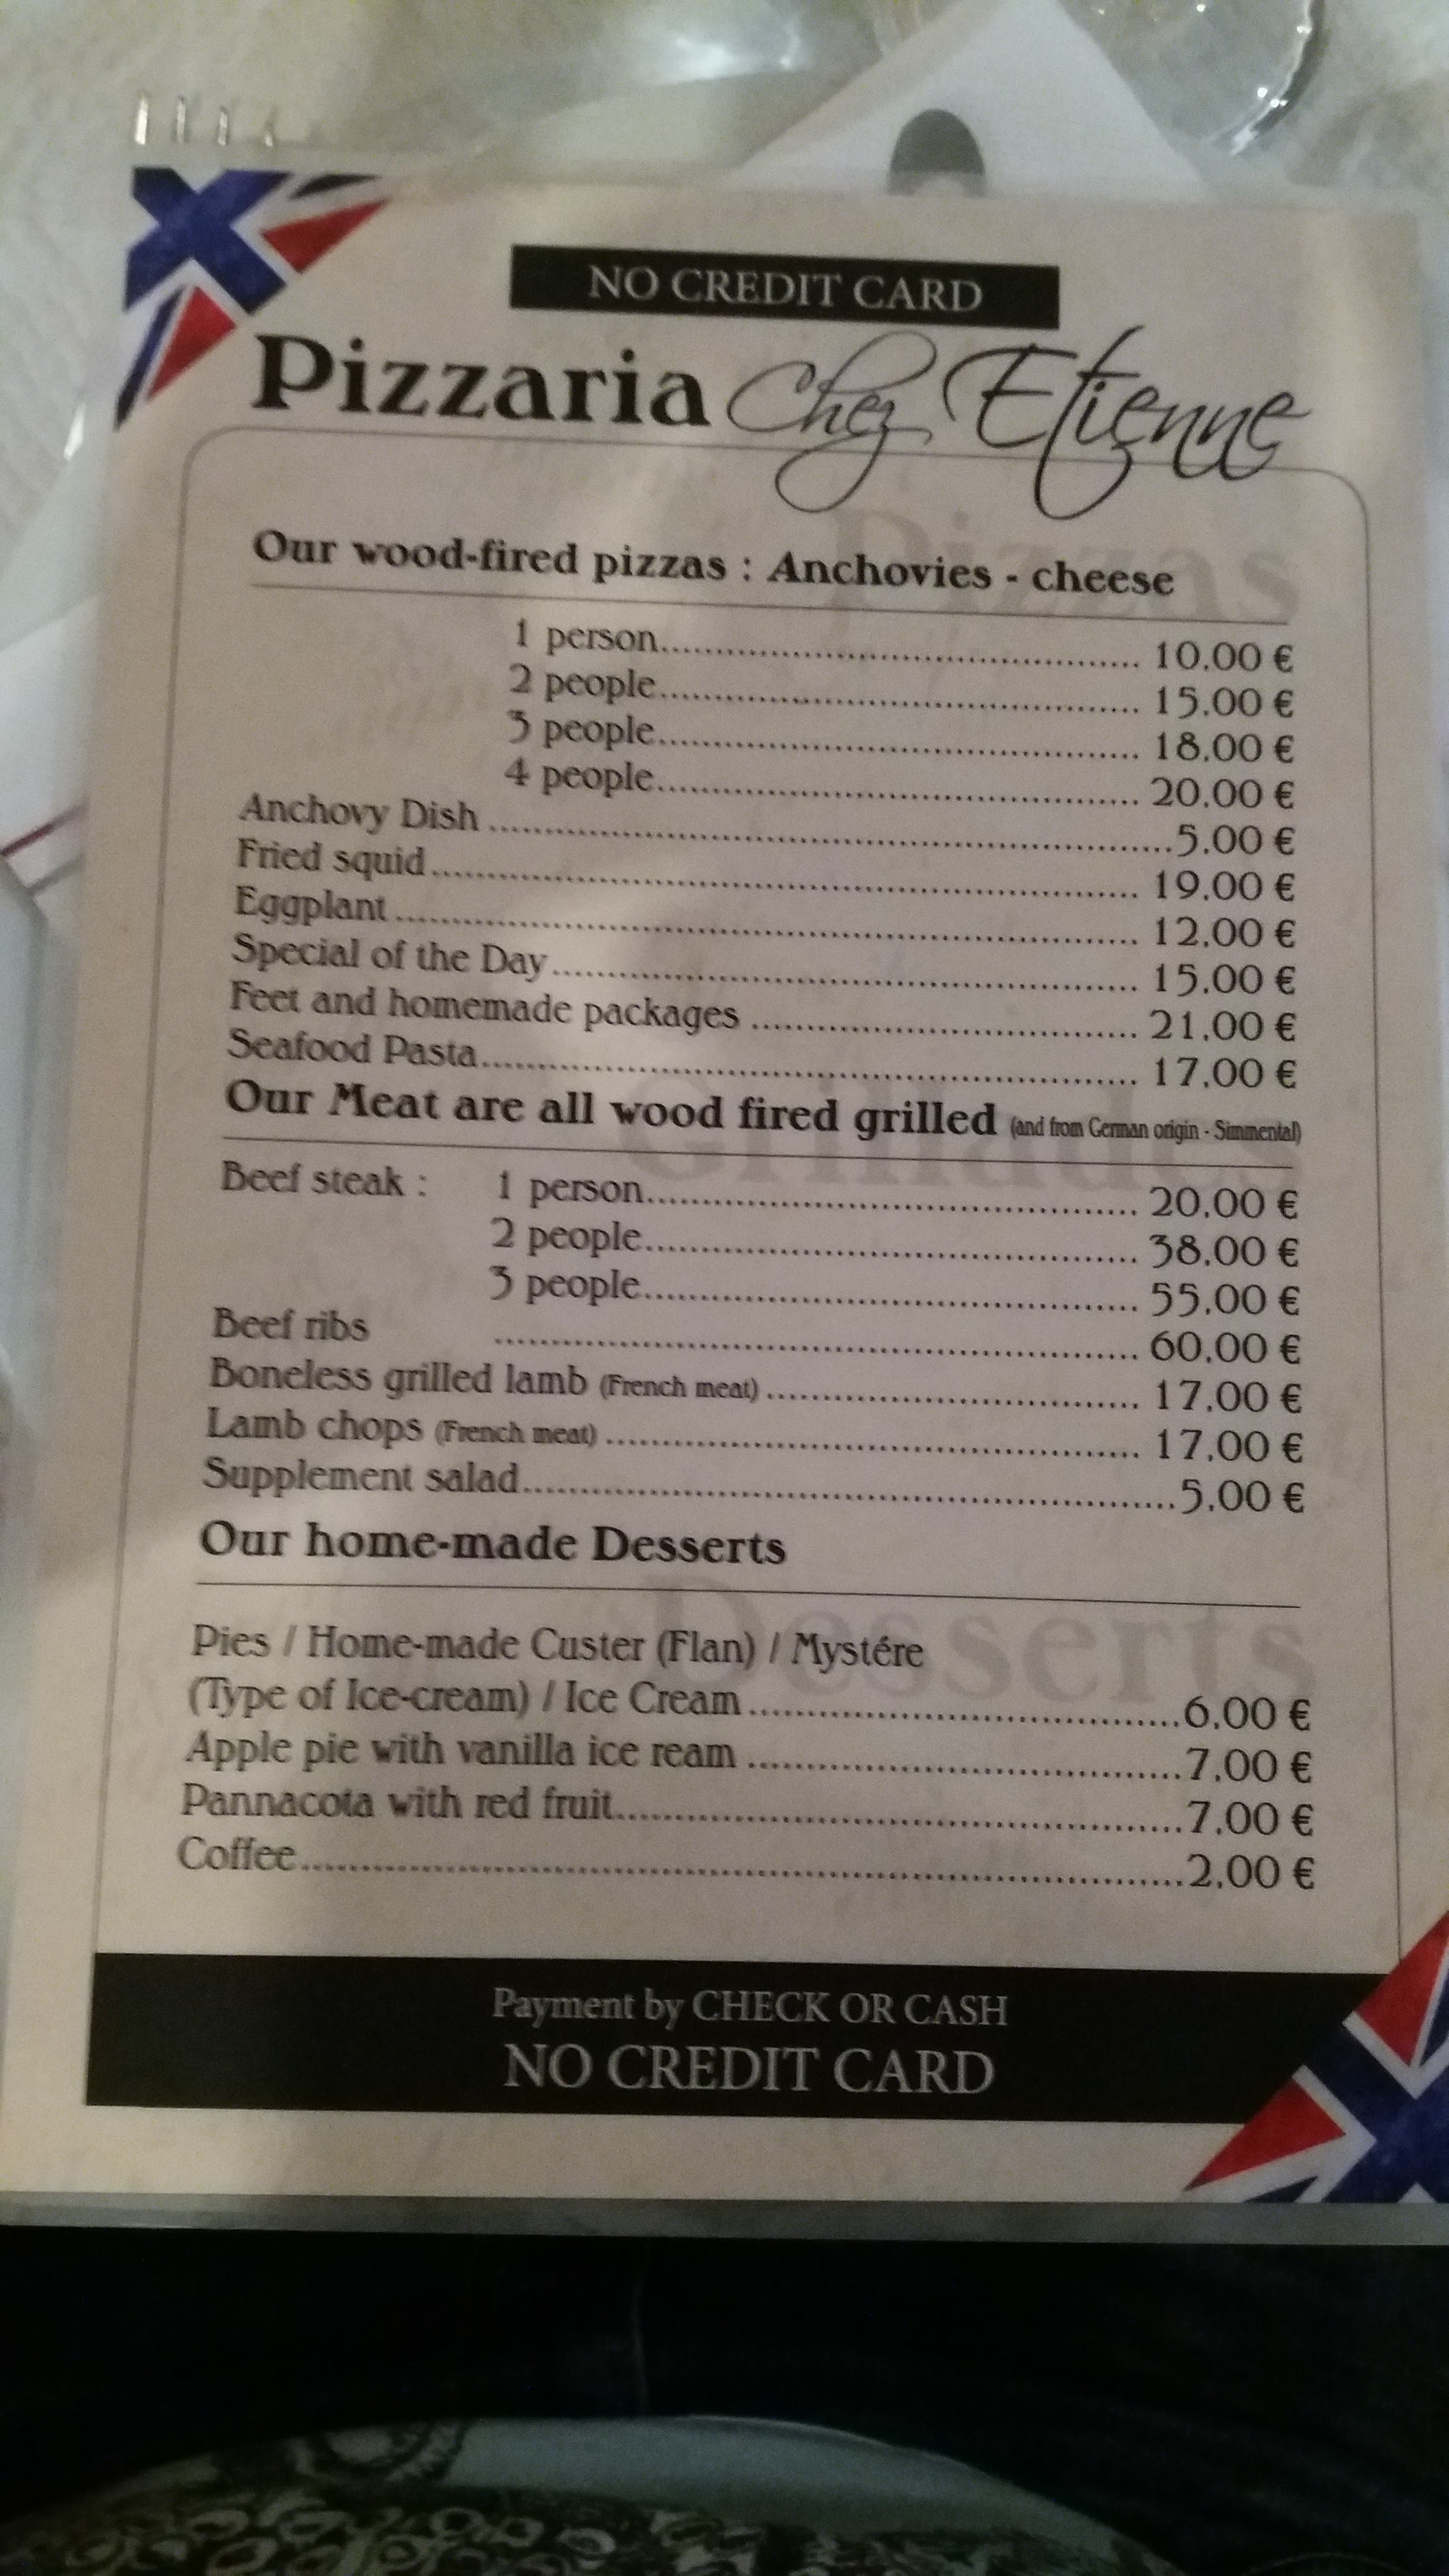 NO CREDIT CARD
Pizzaria Chez Etienne
Pizzas
Our wood-fired pizzas : Anchovies - cheese
1 person.......... 10.00 €
2 people.......... 15.00 €
3 people.......... 18.00 €
4 people.......... 20.00 €
Anchovy Dish ..........5.00 €
Fried squid.......... 19.00 €
Eggplant .......... 12.00 €
Special of the Day.......... 15.00 €
Feet and homemade packages .......... 21.00 €
Seafood Pasta.......... 17.00 €
Grillades
Our Meat are all wood fired grilled (and from German origin - Simmental)
Beef steak : 1 person.......... 20.00 €
2 people.......... 38.00 €
3 people.......... 55.00 €
Beef ribs .......... 60.00 €
Boneless grilled lamb (French meat) .......... 17.00 €
Lamb chops (French meat) .......... 17.00 €
Supplement salad..........5.00 €
Our home-made Desserts
Desserts
Pies / Home-made Custer (Flan) / Mystére
(Type of Ice-cream) / Ice Cream ..........6.00 €
Apple pie with vanilla ice ream ..........7.00 €
Pannacota with red fruit..........7.00 €
Coffee..........2.00 €
Payment by CHECK OR CASH
NO CREDIT CARD